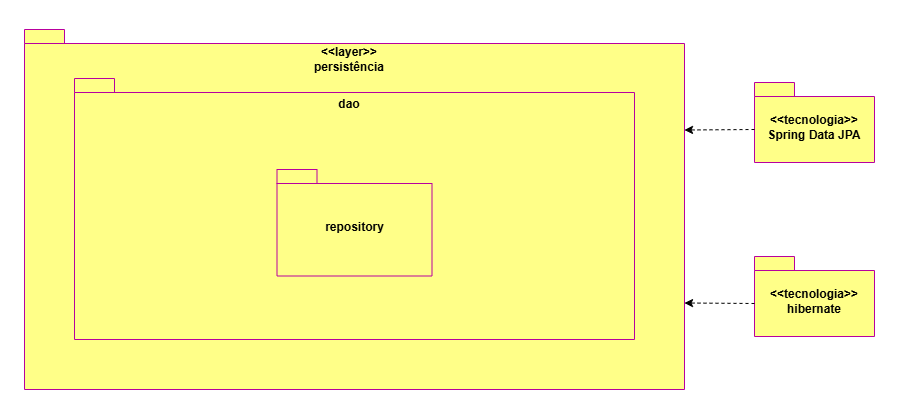 <<layer>>
persistência
dao
repository
<<tecnologia>>
Spring Data JPA
<<tecnologia>>
hibernate